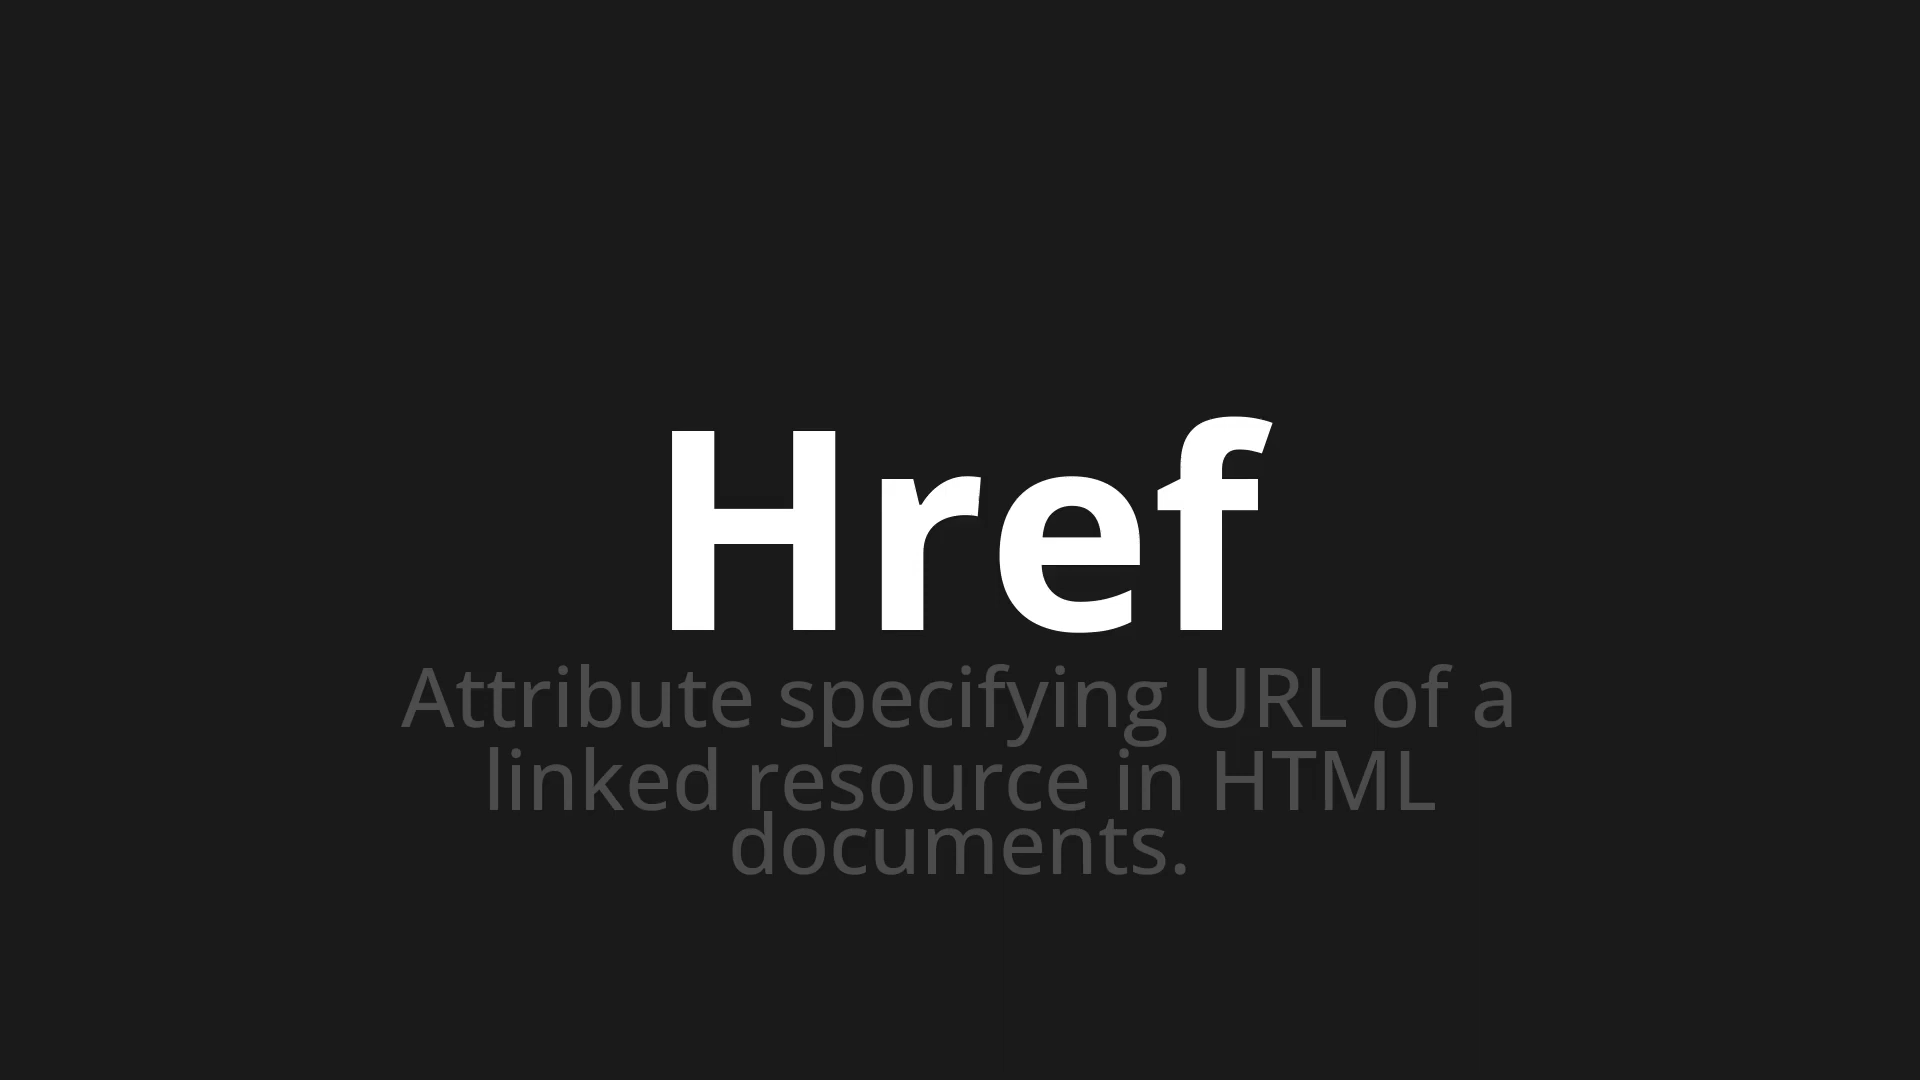 Href
Attribute specifying URL of a
linked resource in HTML
documents.